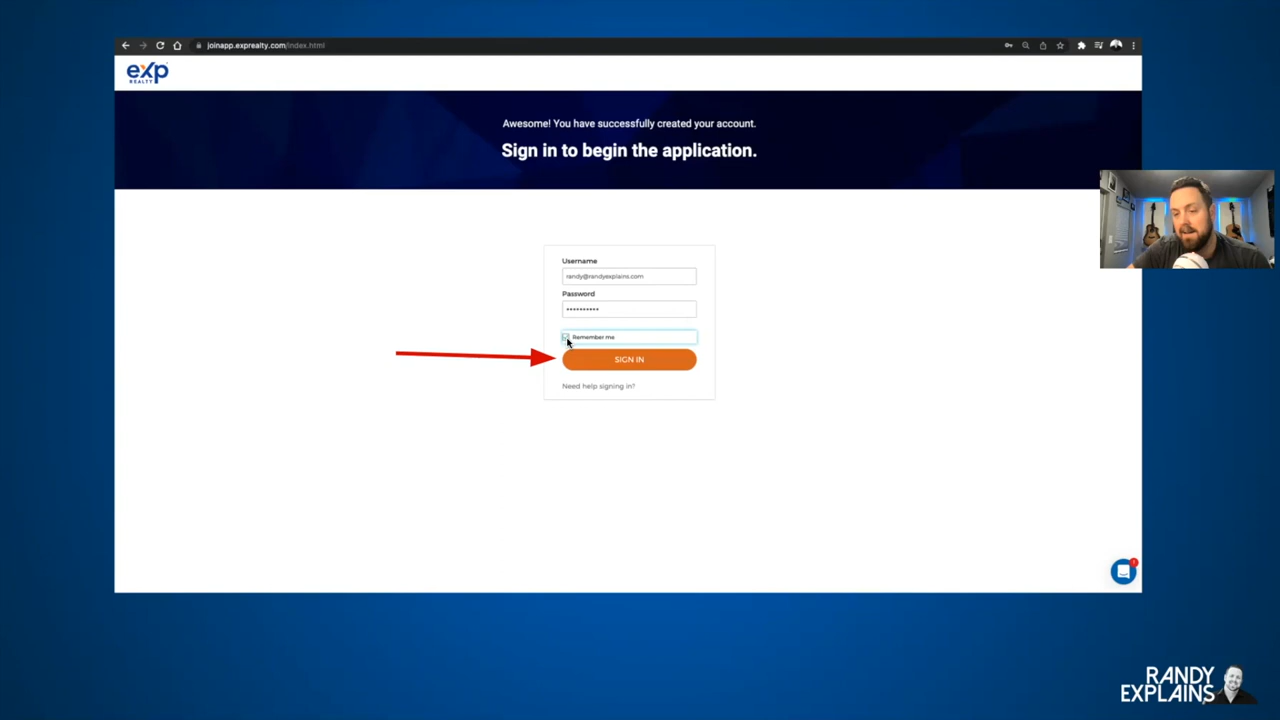 joinapp.exprealty.com/index.html
eXp
REALTY
Awesome! You have successfully created your account.
Sign in to begin the application.
Username
randy@randyexplains.com
Password
••••••••••
Remember me
SIGN IN
Need help signing in?
RANDY
EXPLAINS